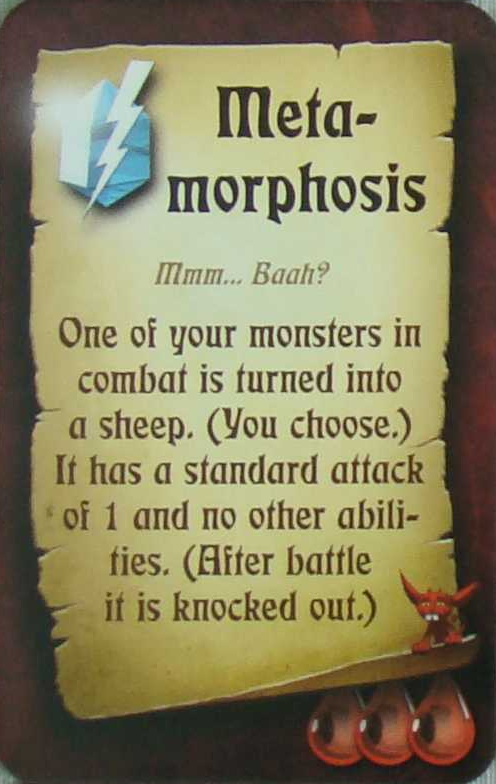 Meta-
morphosis
Mmm... Baah?
One of your monsters in
combat is turned into
a sheep. (You choose.)
It has a standard attack
of 1 and no other abili-
ties. (After battle
it is knocked out.)